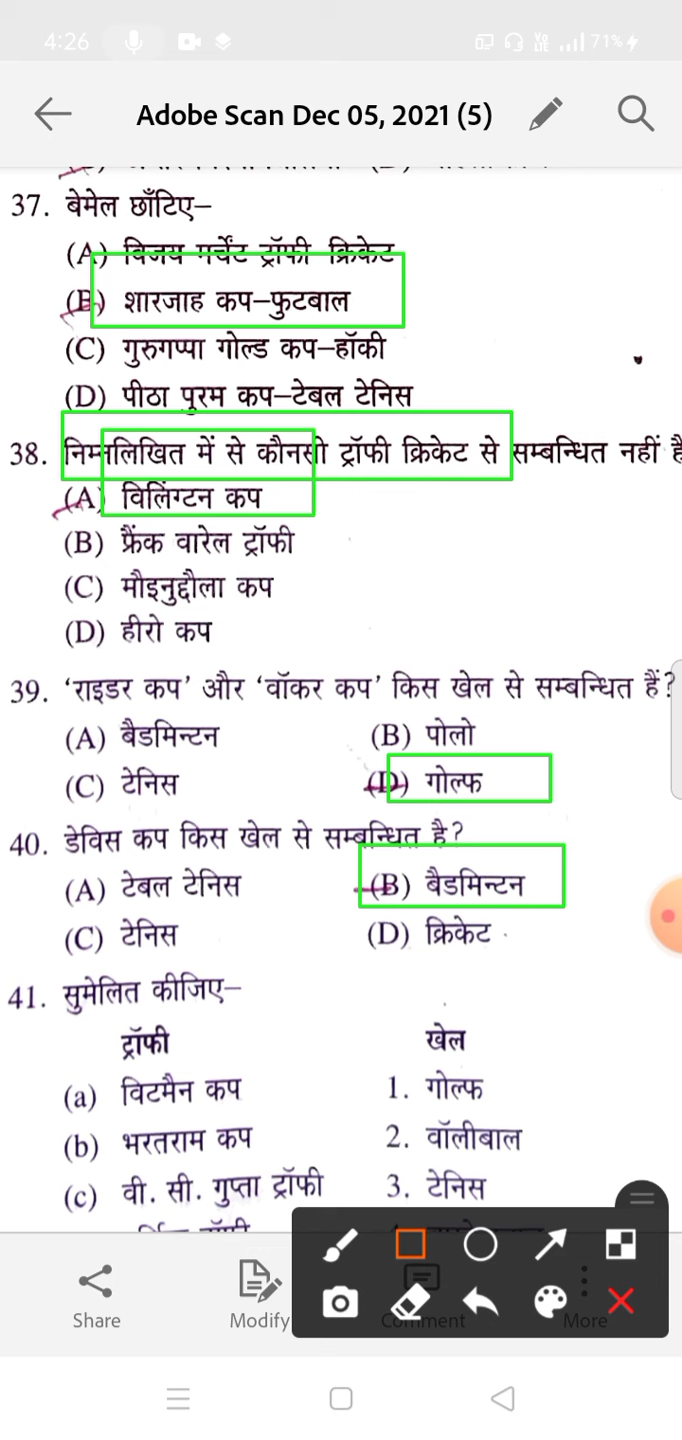 4:26
71%
Adobe Scan Dec 05, 2021 (5)
37. बेमेल छाँटिए–
(A) विजय मर्चेंट ट्रॉफी क्रिकेट
(B) शारजाह कप–फुटबाल
(C) गुरुगप्पा गोल्ड कप–हॉकी
(D) पीठा पुरम कप–टेबल टेनिस
38. निम्नलिखित में से कौनसी ट्रॉफी क्रिकेट से सम्बन्धित नहीं है
(A) विलिंग्टन कप
(B) फ्रैंक वारेल ट्रॉफी
(C) मौइनुद्दौला कप
(D) हीरो कप
39. ‘राइडर कप’ और ‘वॉकर कप’ किस खेल से सम्बन्धित हैं?
(A) बैडमिन्टन (B) पोलो
(C) टेनिस (D) गोल्फ
40. डेविस कप किस खेल से सम्बन्धित है?
(A) टेबल टेनिस (B) बैडमिन्टन
(C) टेनिस (D) क्रिकेट
41. सुमेलित कीजिए–
ट्रॉफी खेल
(a) विटमैन कप 1. गोल्फ
(b) भरतराम कप 2. वॉलीबाल
(c) वी. सी. गुप्ता ट्रॉफी 3. टेनिस
Share Modify Comment More